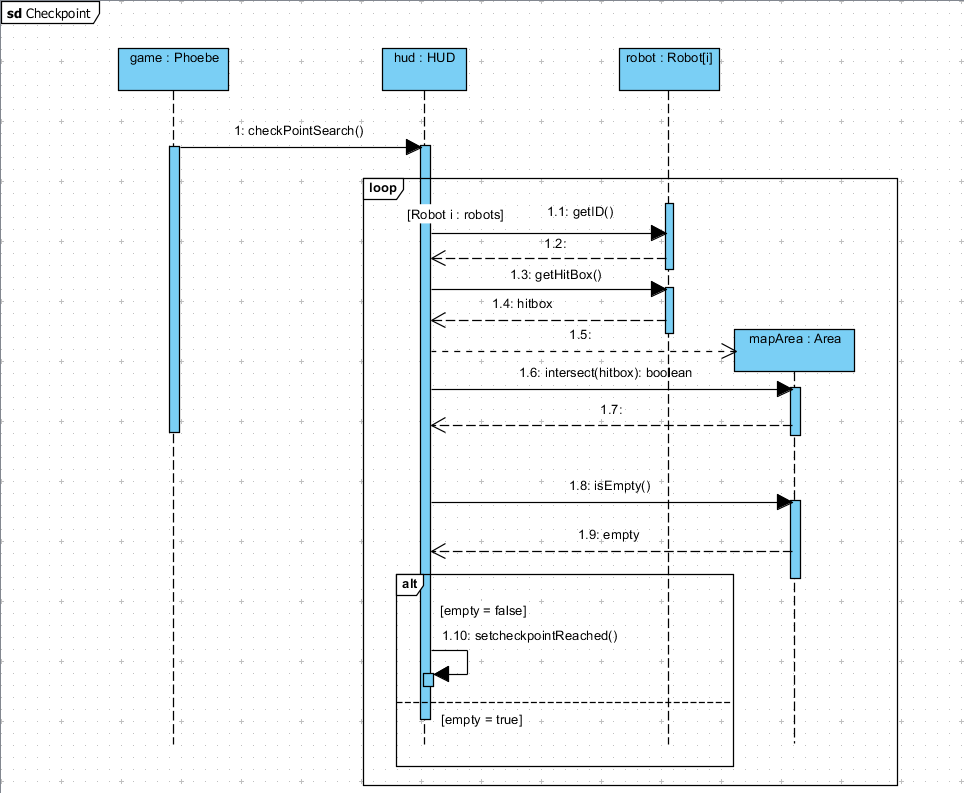 sd Checkpoint
game : Phoebe
hud : HUD
robot : Robot[i]
1: checkPointSearch()
loop
[Robot i : robots]
1.1: getID()
1.2:
1.3: getHitBox()
1.4: hitbox
1.5:
mapArea : Area
1.6: intersect(hitbox): boolean
1.7:
1.8: isEmpty()
1.9: empty
alt
[empty = false]
1.10: setcheckpointReached()
[empty = true]